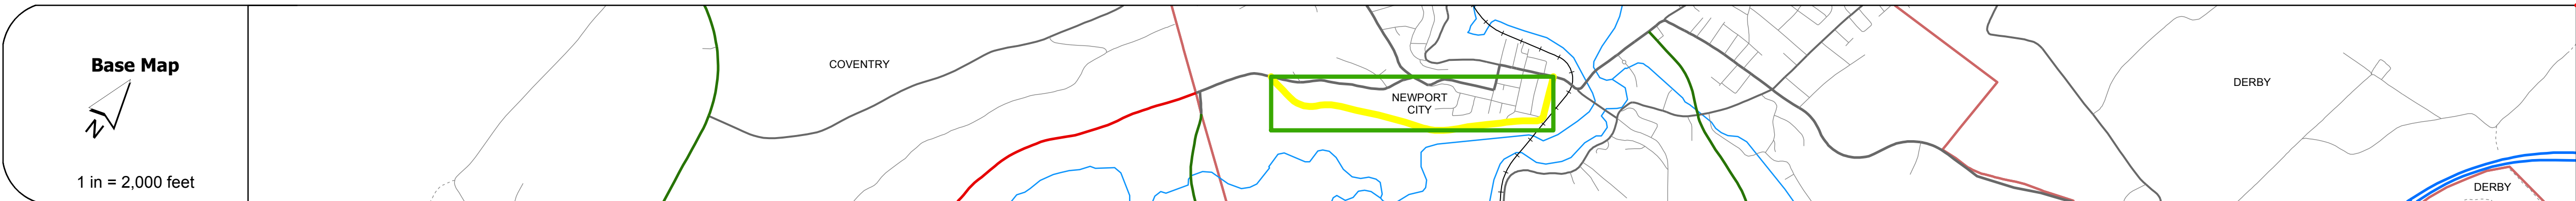 Base Map
N
1 in = 2,000 feet
COVENTRY
NEWPORT
CITY
DERBY
DERBY